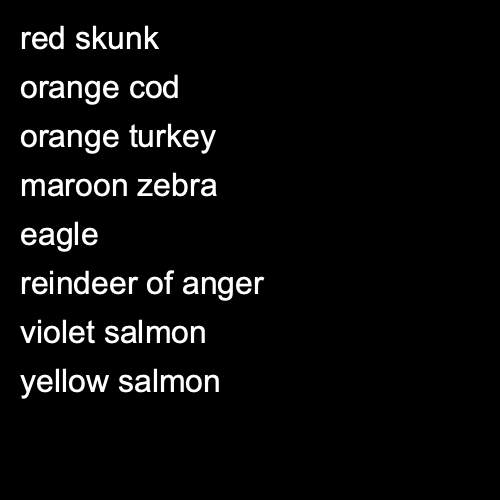 red skunk
orange cod
orange turkey
maroon zebra
eagle
reindeer of anger
violet salmon
yellow salmon